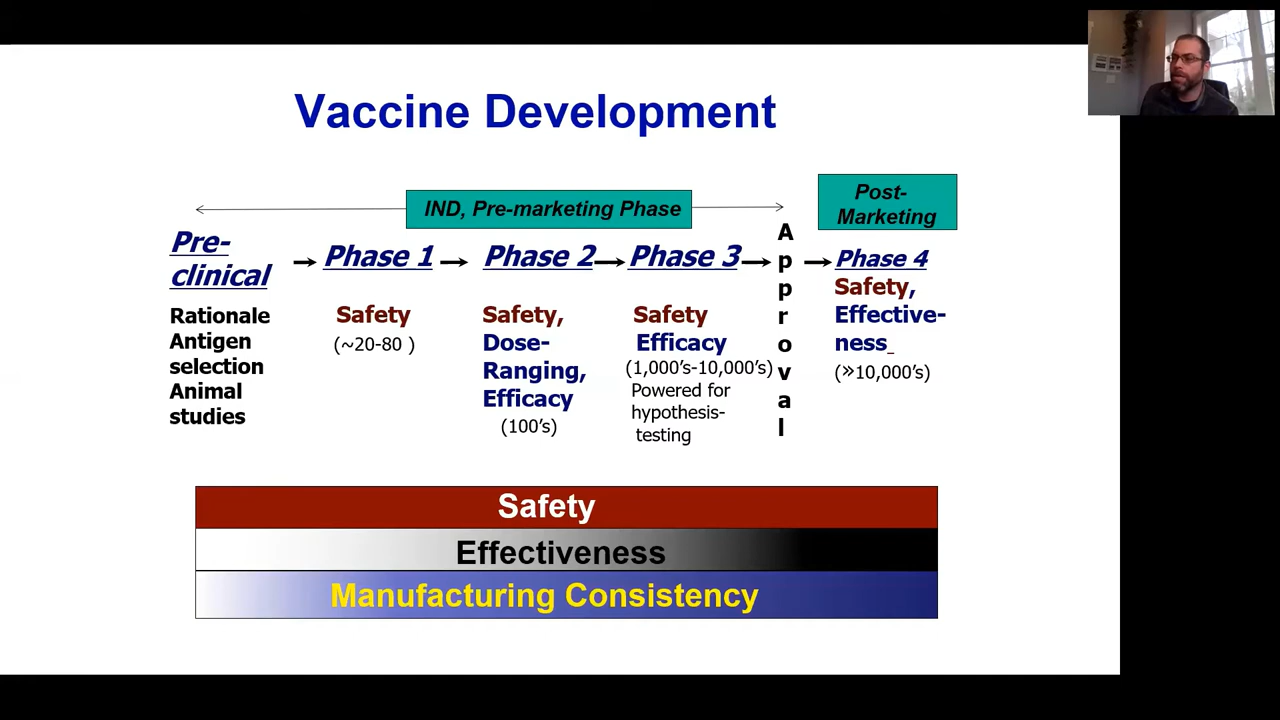 Vaccine Development
IND, Pre-marketing Phase
Post-
Marketing
Pre-
clinical
Rationale
Antigen
selection
Animal
studies
Phase 1
Safety
(~20-80 )
Phase 2
Safety,
Dose-
Ranging,
Efficacy
(100’s)
Phase 3
Safety
Efficacy
(1,000’s-10,000’s)
Powered for
hypothesis-
testing
A
p
p
r
o
v
a
l
Phase 4
Safety,
Effective-
ness
(»10,000’s)
Safety
Effectiveness
Manufacturing Consistency